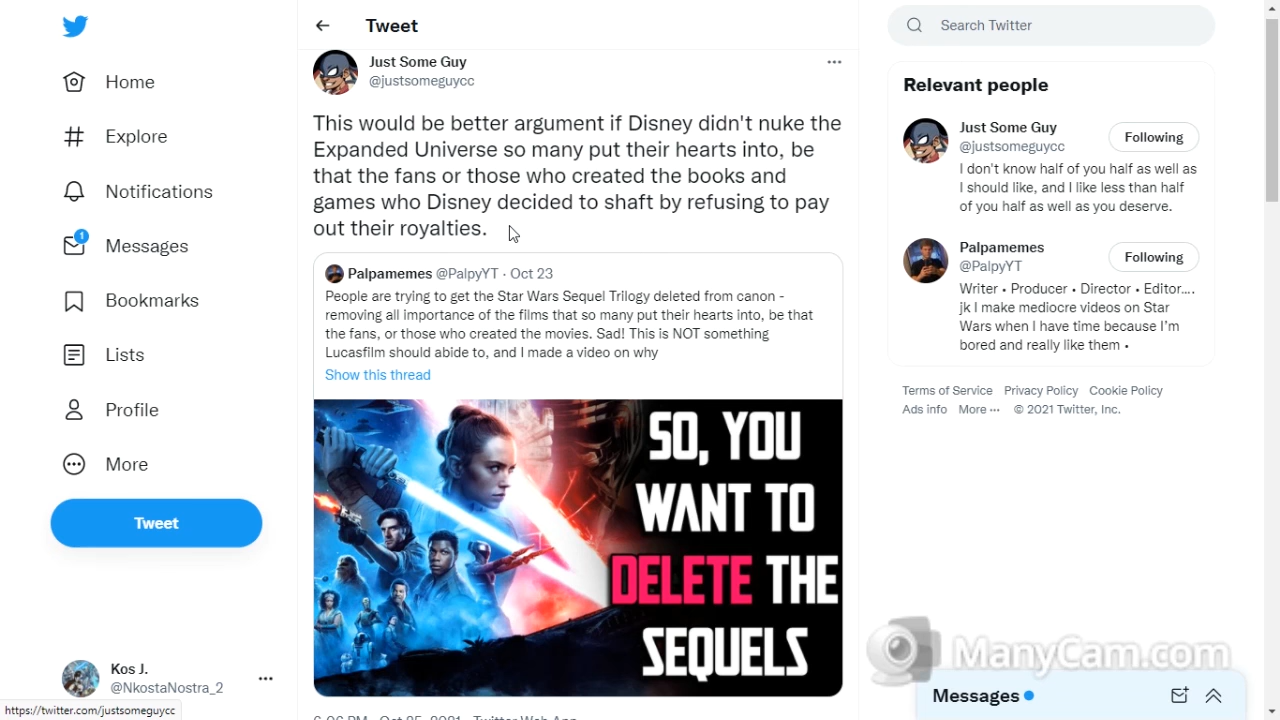 Home
Explore
Notifications
1
Messages
Bookmarks
Lists
Profile
More
Tweet
Kos J.
@NkostaNostra_2
https://twitter.com/justsomeguycc
Tweet
Just Some Guy
@justsomeguycc
This would be better argument if Disney didn't nuke the
Expanded Universe so many put their hearts into, be
that the fans or those who created the books and
games who Disney decided to shaft by refusing to pay
out their royalties.
Palpamemes @PalpyYT · Oct 23
People are trying to get the Star Wars Sequel Trilogy deleted from canon -
removing all importance of the films that so many put their hearts into, be that
the fans, or those who created the movies. Sad! This is NOT something
Lucasfilm should abide to, and I made a video on why
Show this thread
SO, YOU
WANT TO
DELETE THE
SEQUELS
6:06 PM · Oct 25, 2021 · Twitter Web App
Search Twitter
Relevant people
Just Some Guy
@justsomeguycc
Following
I don't know half of you half as well as
I should like, and I like less than half
of you half as well as you deserve.
Palpamemes
@PalpyYT
Following
Writer • Producer • Director • Editor....
jk I make mediocre videos on Star
Wars when I have time because I'm
bored and really like them •
Terms of Service Privacy Policy Cookie Policy
Ads info More ··· © 2021 Twitter, Inc.
ManyCam.com
Messages